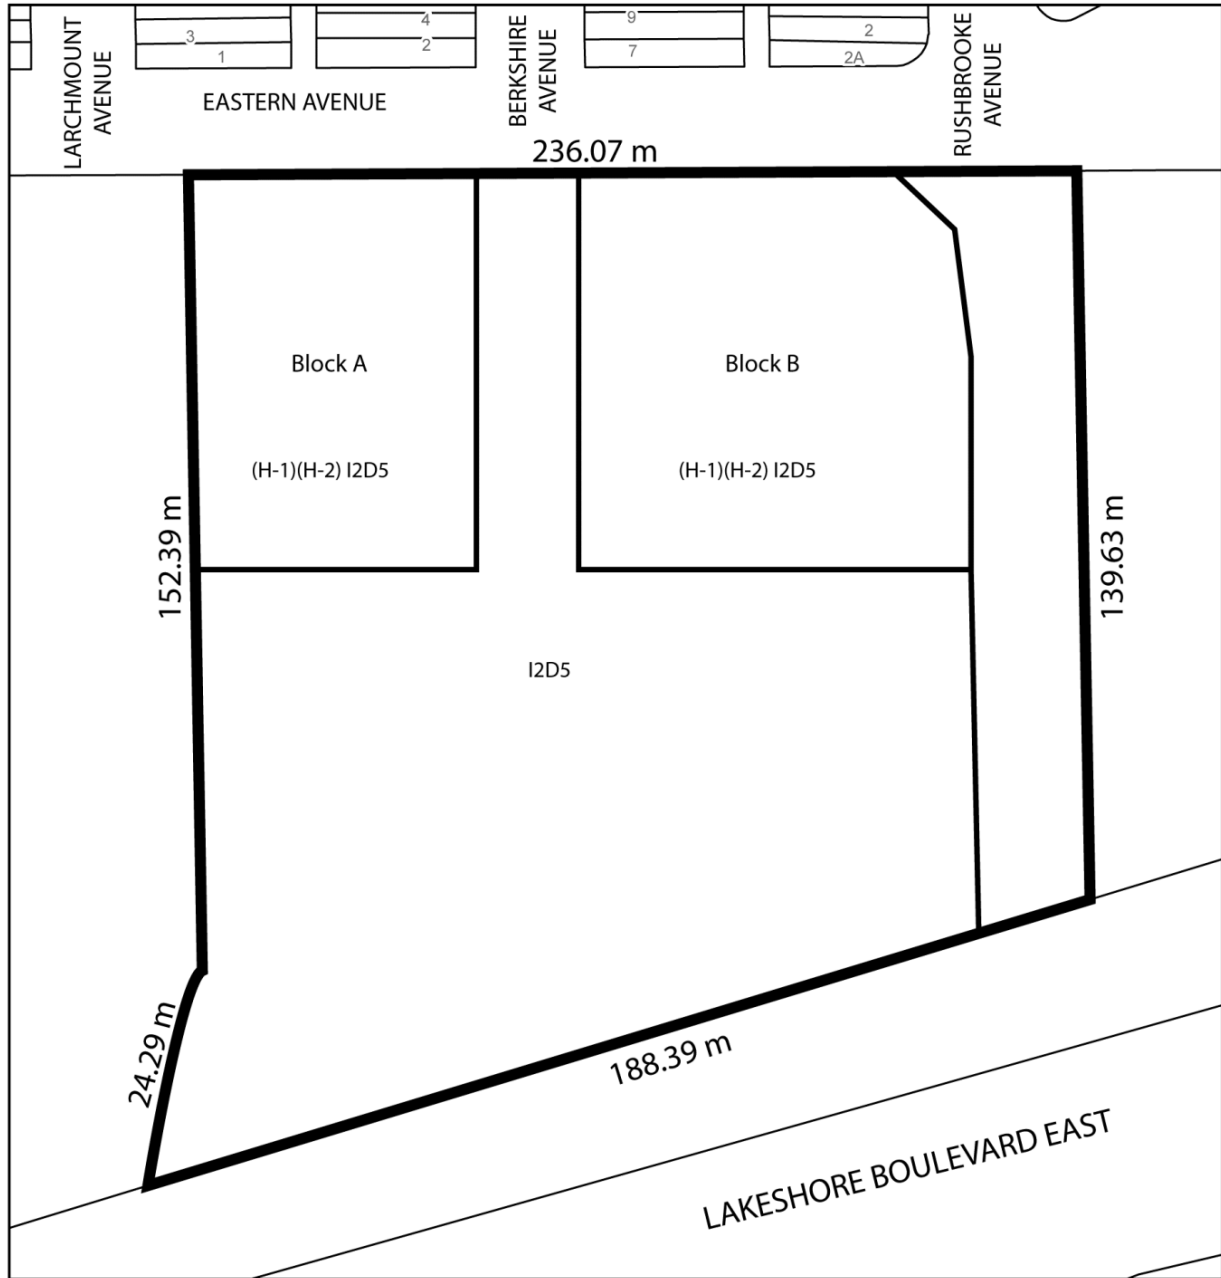 LARCHMOUNT
AVENUE
3
1
4
2
BERKSHIRE
AVENUE
9
7
2
2A
RUSHBROOKE
AVENUE
EASTERN AVENUE
236.07 m
Block A
Block B
(H-1)(H-2) I2D5
(H-1)(H-2) I2D5
152.39 m
139.63 m
I2D5
24.29 m
188.39 m
LAKESHORE BOULEVARD EAST